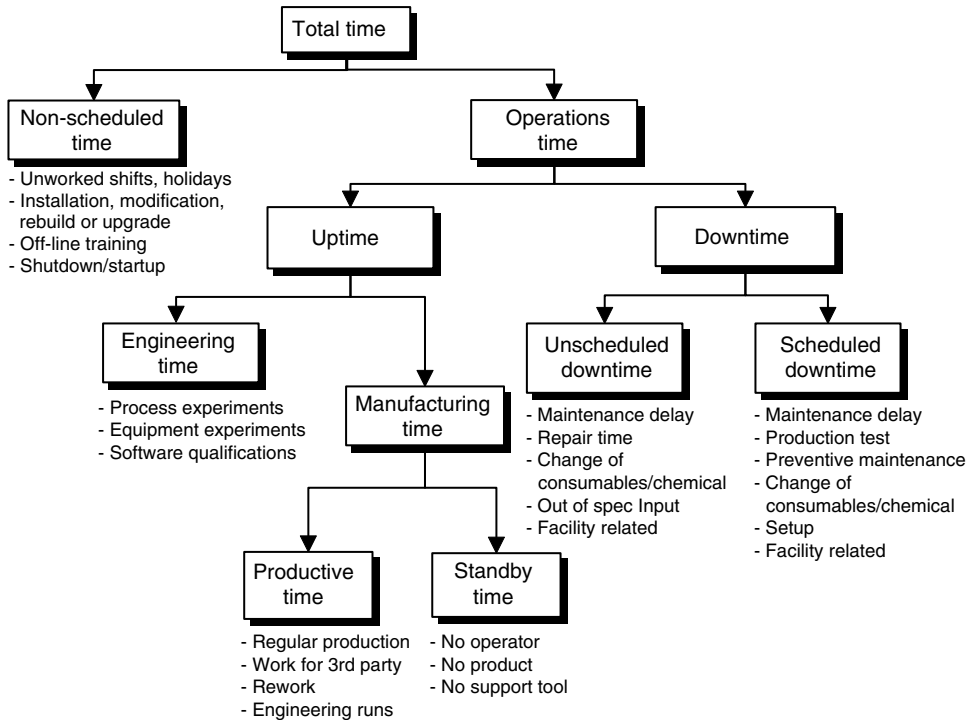 Total time
Non-scheduled
time
- Unworked shifts, holidays
- Installation, modification,
rebuild or upgrade
- Off-line training
- Shutdown/startup
Operations
time
Uptime
Downtime
Engineering
time
- Process experiments
- Equipment experiments
- Software qualifications
Manufacturing
time
Unscheduled
downtime
- Maintenance delay
- Repair time
- Change of
consumables/chemical
- Out of spec Input
- Facility related
Scheduled
downtime
- Maintenance delay
- Production test
- Preventive maintenance
- Change of
consumables/chemical
- Setup
- Facility related
Productive
time
- Regular production
- Work for 3rd party
- Rework
- Engineering runs
Standby
time
- No operator
- No product
- No support tool